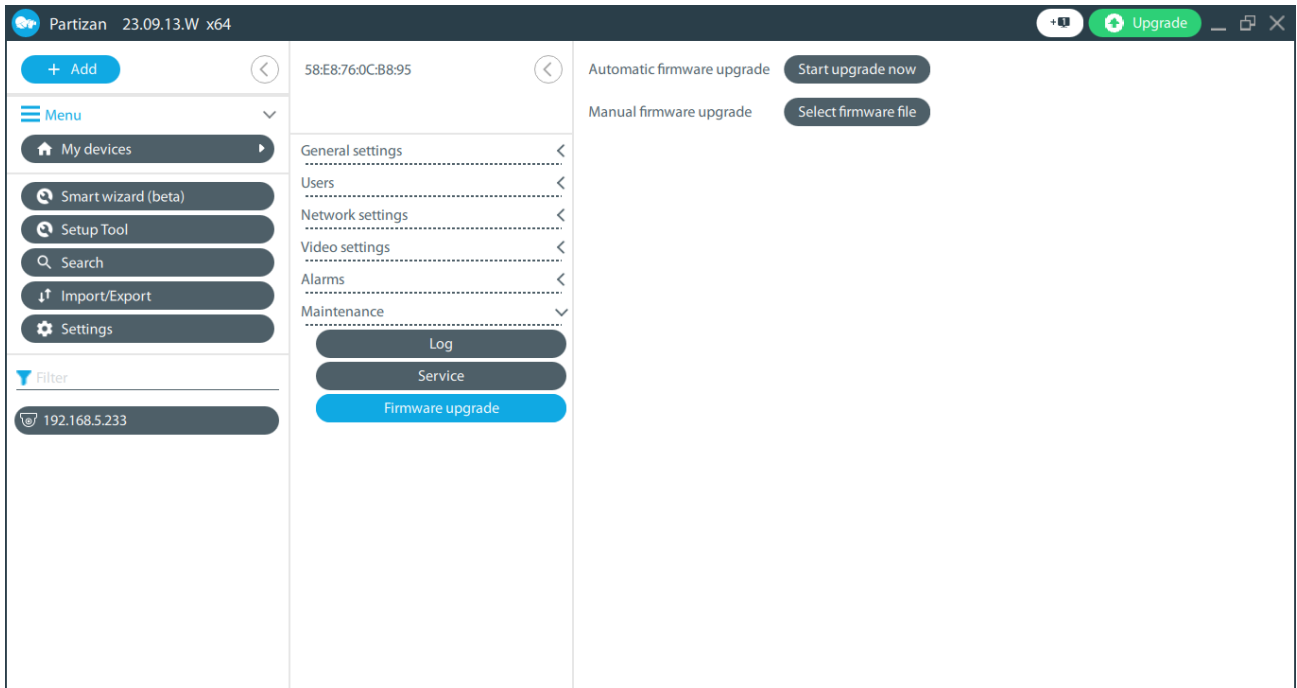 Partizan 23.09.13.W x64
Upgrade
+ Add
Menu
My devices
Smart wizard (beta)
Setup Tool
Search
Import/Export
Settings
Filter
192.168.5.233
58:E8:76:0C:B8:95
General settings
Users
Network settings
Video settings
Alarms
Maintenance
Log
Service
Firmware upgrade
Automatic firmware upgrade Start upgrade now
Manual firmware upgrade Select firmware file